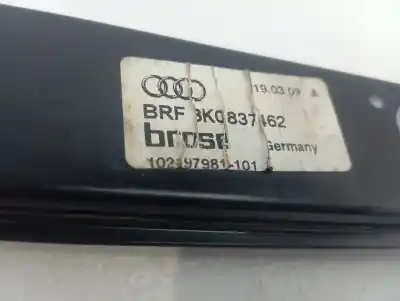 19.03.09 A
BRF 8K0837462
brose Germany
102397981-101